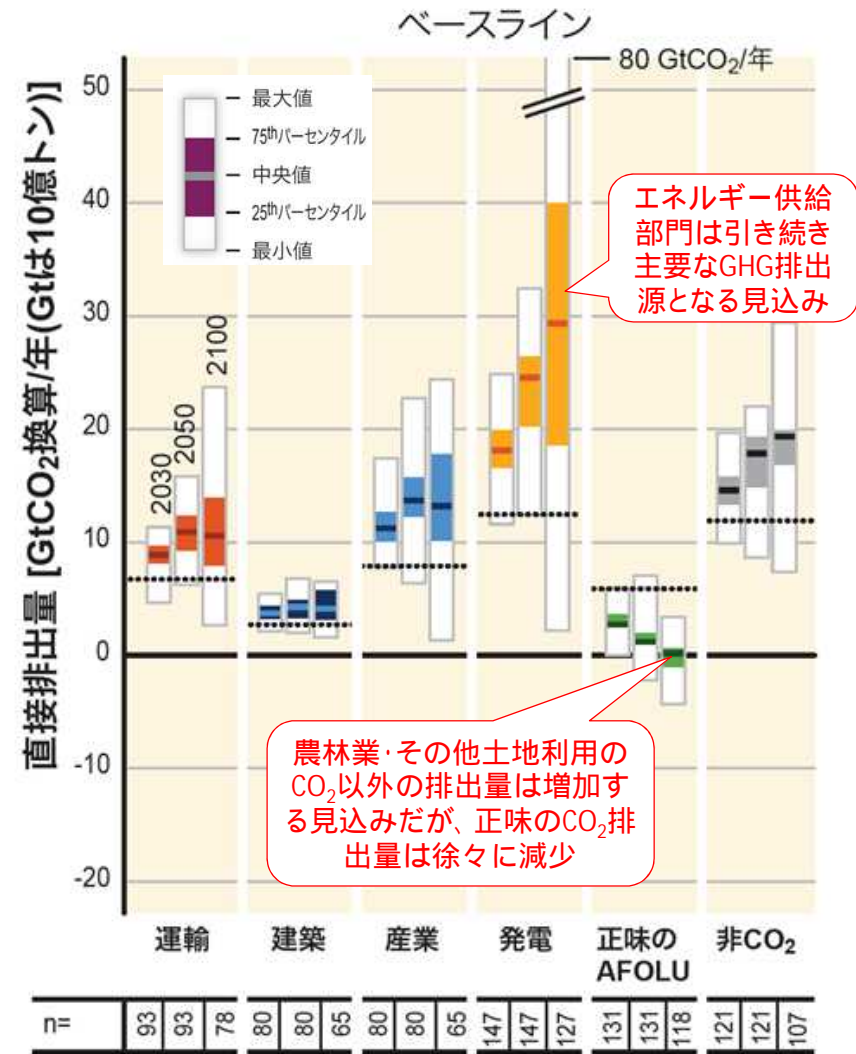 ベースライン
80 GtCO₂/年
直接排出量 [GtCO₂換算/年(Gtは10億トン)]
50
40
30
20
10
0
-10
-20
最大値
75thパーセンタイル
中央値
25thパーセンタイル
最小値
エネルギー供給
部門は引き続き
主要なGHG排出
源となる見込み
2030
2050
2100
農林業・その他土地利用の
CO₂以外の排出量は増加す
る見込みだが、正味のCO₂排
出量は徐々に減少
運輸
建築
産業
発電
正味の
AFOLU
非CO₂
n= 93 93 78 80 80 65 80 80 65 147 147 127 131 131 118 121 121 107